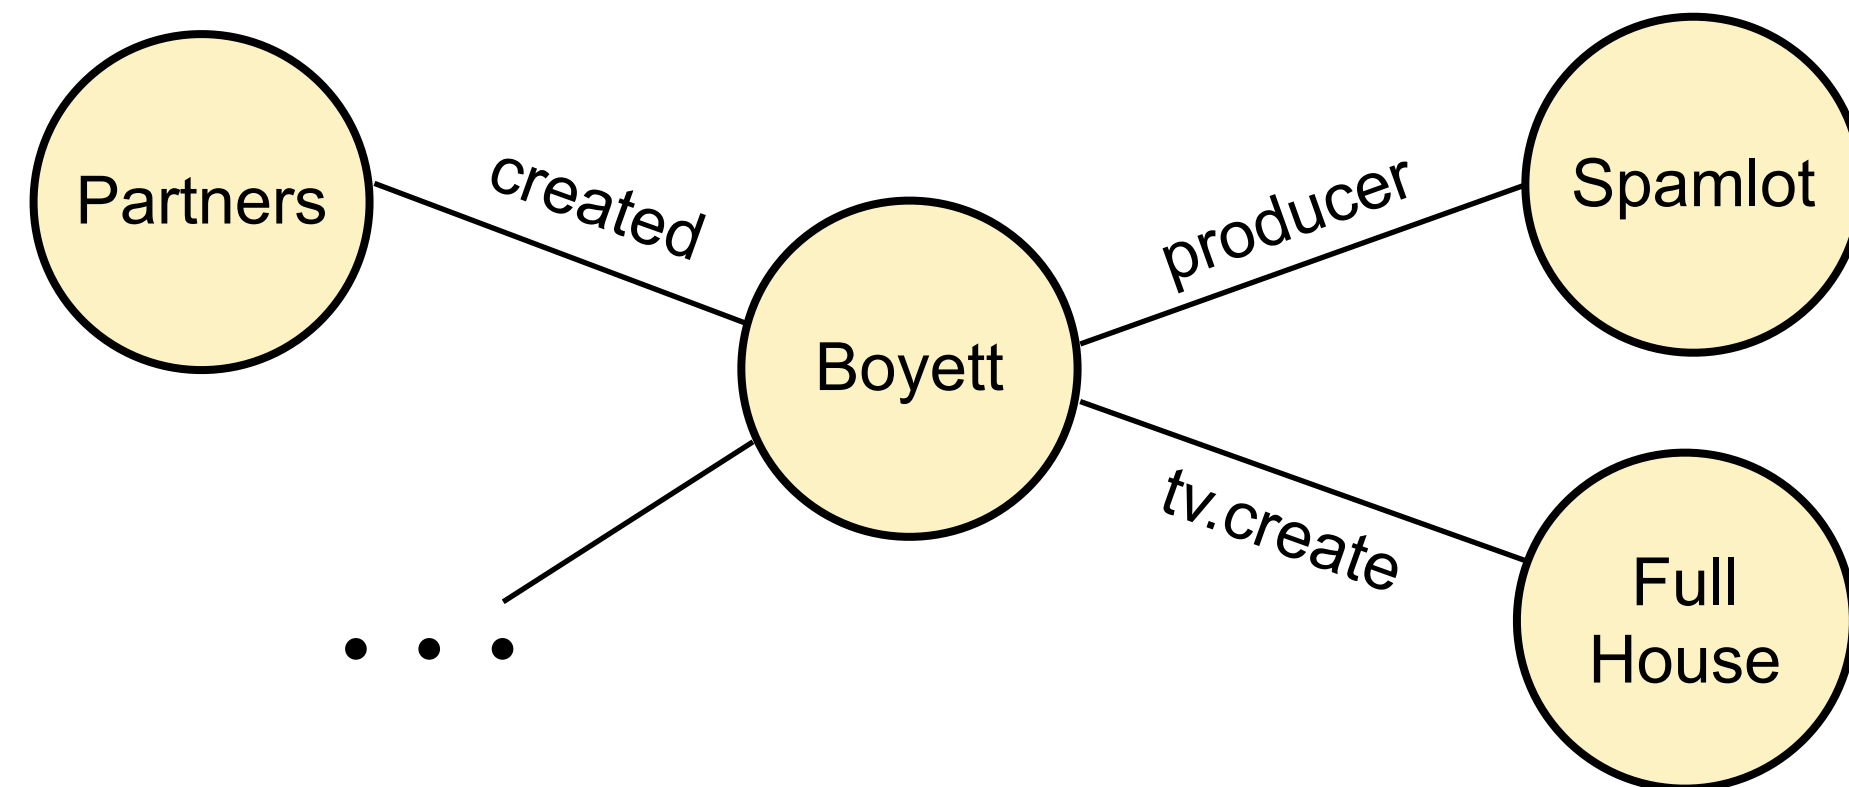 Partners
created
Boyett
producer
Spamlot
tv.create
Full
House
. . .